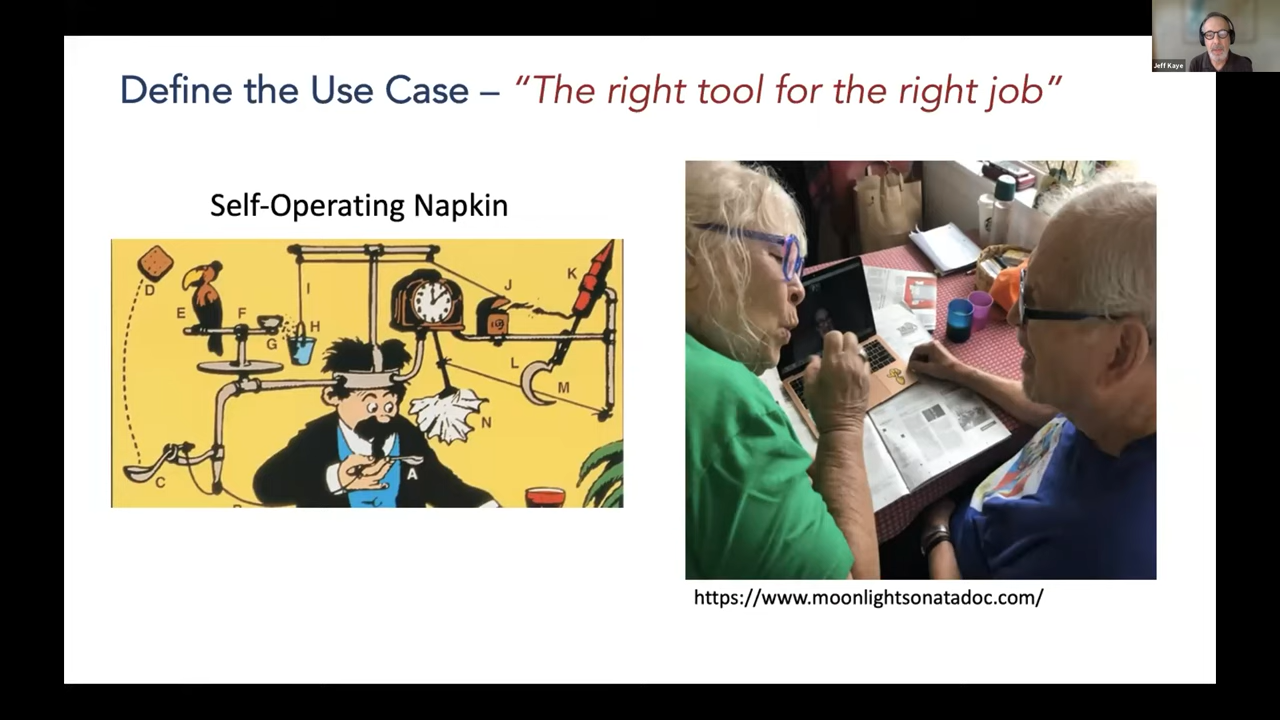 Define the Use Case – “The right tool for the right job”
Self-Operating Napkin
D
E
F
G
H
I
J
K
L
M
N
C
A
https://www.moonlightsonatadoc.com/
Jeff Kaye